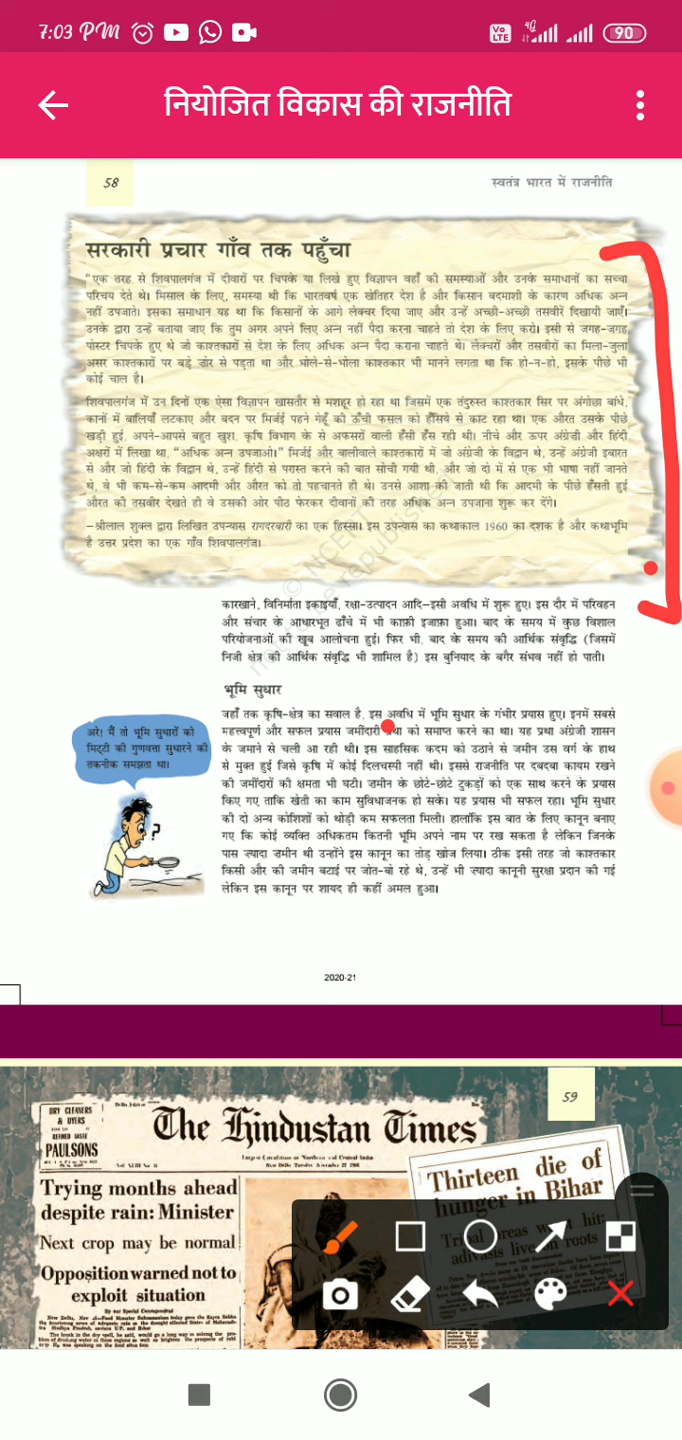 7:03 PM
Vo LTE 4G 90
नियोजित विकास की राजनीति
58
स्वतंत्र भारत में राजनीति
सरकारी प्रचार गाँव तक पहुँचा
"एक तरह से शिवपालगंज में दीवारों पर चिपके या लिखे हुए विज्ञापन वहाँ की समस्याओं और उनके समाधानों का सच्चा
परिचय देते थे। मिसाल के लिए, समस्या थी कि भारतवर्ष एक खेतिहर देश है और किसान बदमाशी के कारण अधिक अन्न
नहीं उपजाते। इसका समाधान यह था कि किसानों के आगे लेक्चर दिया जाए और उन्हें अच्छी-अच्छी तसवीरें दिखायी जाएँ।
उनके द्वारा उन्हें बताया जाए कि तुम अगर अपने लिए अन्न नहीं पैदा करना चाहते तो देश के लिए करो। इसी से जगह-जगह
पोस्टर चिपके हुए थे जो काश्तकारों से देश के लिए अधिक अन्न पैदा कराना चाहते थे। लेक्चरों और तसवीरों का मिला-जुला
असर काश्तकारों पर बड़े ज़ोर से पड़ता था और भोले-से-भोला काश्तकार भी मानने लगता था कि हो-न-हो, इसके पीछे भी
कोई चाल है।
शिवपालगंज में उन दिनों एक ऐसा विज्ञापन खासतौर से मशहूर हो रहा था जिसमें एक तंदुरुस्त काश्तकार सिर पर अंगोछा बांधे,
कानों में बालियाँ लटकाए और बदन पर मिर्जई पहने गेहूँ की ऊँची फसल को हँसिये से काट रहा था। एक औरत उसके पीछे
खड़ी हुई, अपने-आपसे बहुत खुश, कृषि विभाग के से अफसरों वाली हँसी हँस रही थी। नीचे और ऊपर अंग्रेजी और हिंदी
अक्षरों में लिखा था, "अधिक अन्न उपजाओ।" मिर्जई और बालीवाले काश्तकारों में जो अंग्रेजी के विद्वान थे, उन्हें अंग्रेजी इबारत
से और जो हिंदी के विद्वान थे, उन्हें हिंदी से परास्त करने की बात सोची गयी थी, और जो दो में से एक भी भाषा नहीं जानते
थे, वे भी कम-से-कम आदमी और औरत को तो पहचानते ही थे। उनसे आशा की जाती थी कि आदमी के पीछे हँसती हुई
औरत की तसवीर देखते ही वे उसकी ओर पीठ फेरकर दीवानों की तरह अधिक अन्न उपजाना शुरू कर देंगे।
–श्रीलाल शुक्ल द्वारा लिखित उपन्यास रागदरबारी का एक हिस्सा। इस उपन्यास का कथाकाल 1960 का दशक है और कथाभूमि
है उत्तर प्रदेश का एक गाँव शिवपालगंज।
कारखाने, विनिर्माता इकाइयाँ, रक्षा-उत्पादन आदि–इसी अवधि में शुरू हुए। इस दौर में परिवहन
और संचार के आधारभूत ढाँचे में भी काफ़ी इजाफ़ा हुआ। बाद के समय में कुछ विशाल
परियोजनाओं की खूब आलोचना हुई। फिर भी, बाद के समय की आर्थिक संवृद्धि (जिसमें
निजी क्षेत्र की आर्थिक संवृद्धि भी शामिल है) इस बुनियाद के बगैर संभव नहीं हो पाती।
भूमि सुधार
जहाँ तक कृषि-क्षेत्र का सवाल है, इस अवधि में भूमि सुधार के गंभीर प्रयास हुए। इनमें सबसे
महत्त्वपूर्ण और सफल प्रयास जमींदारी प्रथा को समाप्त करने का था। यह प्रथा अंग्रेजी शासन
के जमाने से चली आ रही थी। इस साहसिक कदम को उठाने से जमीन उस वर्ग के हाथ
से मुक्त हुई जिसे कृषि में कोई दिलचस्पी नहीं थी। इससे राजनीति पर दबदबा कायम रखने
की जमींदारों की क्षमता भी घटी। ज़मीन के छोटे-छोटे टुकड़ों को एक साथ करने के प्रयास
किए गए ताकि खेती का काम सुविधाजनक हो सके। यह प्रयास भी सफल रहा। भूमि सुधार
की दो अन्य कोशिशों को थोड़ी कम सफलता मिली। हालाँकि इस बात के लिए कानून बनाए
गए कि कोई व्यक्ति अधिकतम कितनी भूमि अपने नाम पर रख सकता है लेकिन जिनके
पास ज्यादा ज़मीन थी उन्होंने इस कानून का तोड़ खोज लिया। ठीक इसी तरह जो काश्तकार
किसी और की जमीन बटाई पर जोत-बो रहे थे, उन्हें भी ज्यादा कानूनी सुरक्षा प्रदान की गई
लेकिन इस कानून पर शायद ही कहीं अमल हुआ।
अरे! मैं तो भूमि सुधारों को
मिट्टी की गुणवत्ता सुधारने की
तकनीक समझता था।
?
2020-21
59
DRY CLEANERS
& DYERS
PAULSONS
The Hindustan Times
Largest Circulation in Northern and Central India
Trying months ahead
despite rain: Minister
Next crop may be normal
Opposition warned not to
exploit situation
By our Special Correspondent
Thirteen die of
hunger in Bihar